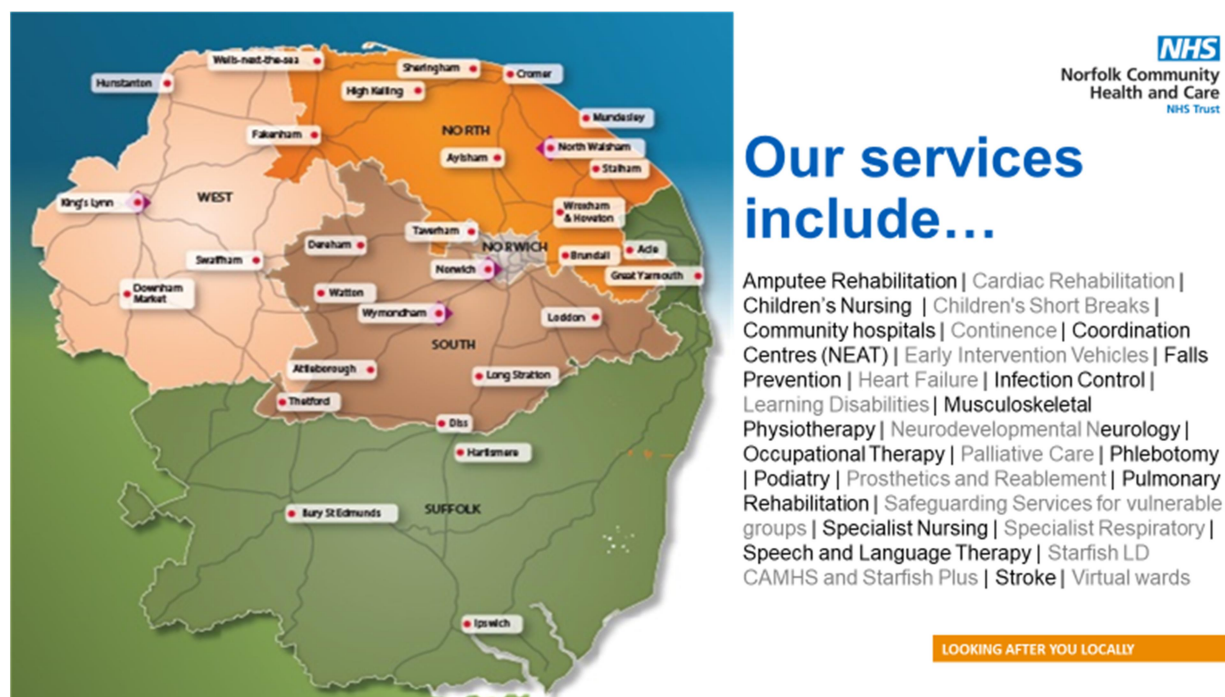 Wells-next-the-sea
Sheringham
Cromer
Hunstanton
High Kelling
Mundesley
NORTH
Fakenham
North Walsham
Aylsham
Stalham
WEST
King's Lynn
Wroxham
& Hoveton
Taverham
NORWICH
Dereham
Acle
Brundall
Swaffham
Norwich
Great Yarmouth
Downham
Market
Watton
Wymondham
Loddon
SOUTH
Attleborough
Long Stratton
Thetford
Diss
Hartismere
SUFFOLK
Bury St Edmunds
Ipswich
NHS
Norfolk Community
Health and Care
NHS Trust
Our services
include…
Amputee Rehabilitation | Cardiac Rehabilitation |
Children’s Nursing | Children's Short Breaks |
Community hospitals | Continence | Coordination
Centres (NEAT) | Early Intervention Vehicles | Falls
Prevention | Heart Failure | Infection Control |
Learning Disabilities | Musculoskeletal
Physiotherapy | Neurodevelopmental Neurology |
Occupational Therapy | Palliative Care | Phlebotomy
| Podiatry | Prosthetics and Reablement | Pulmonary
Rehabilitation | Safeguarding Services for vulnerable
groups | Specialist Nursing | Specialist Respiratory |
Speech and Language Therapy | Starfish LD
CAMHS and Starfish Plus | Stroke | Virtual wards
LOOKING AFTER YOU LOCALLY